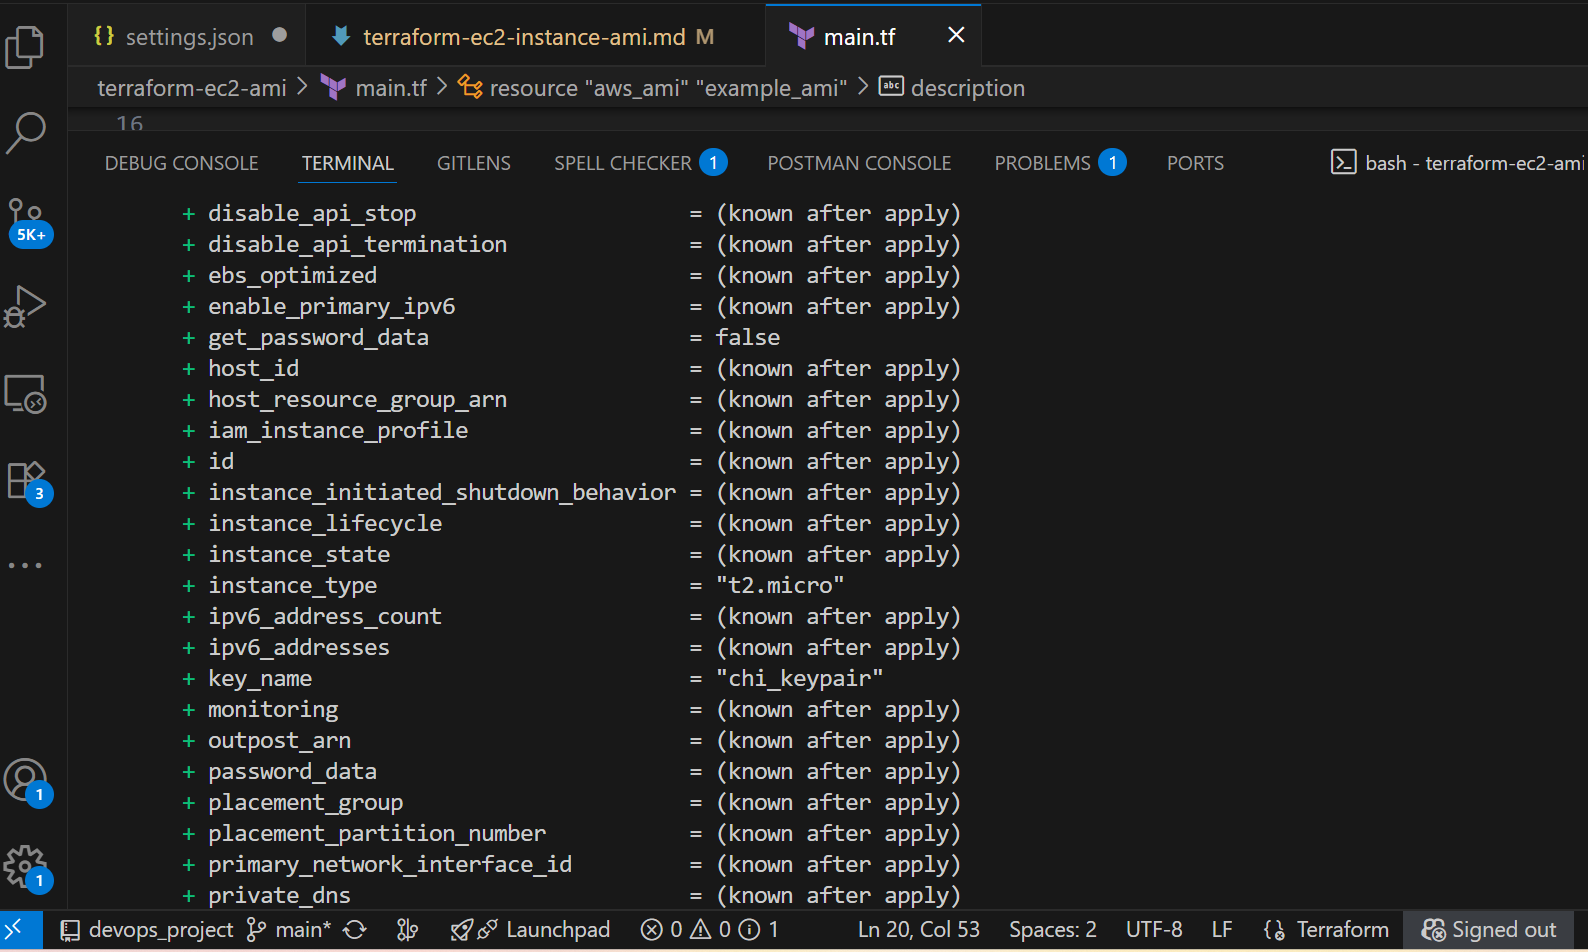 settings.json
terraform-ec2-instance-ami.md M
main.tf
terraform-ec2-ami > main.tf > resource "aws_ami" "example_ami" > abc description
16
DEBUG CONSOLE TERMINAL GITLENS SPELL CHECKER 1 POSTMAN CONSOLE PROBLEMS 1 PORTS bash - terraform-ec2-ami
+ disable_api_stop = (known after apply)
+ disable_api_termination = (known after apply)
+ ebs_optimized = (known after apply)
+ enable_primary_ipv6 = (known after apply)
+ get_password_data = false
+ host_id = (known after apply)
+ host_resource_group_arn = (known after apply)
+ iam_instance_profile = (known after apply)
+ id = (known after apply)
+ instance_initiated_shutdown_behavior = (known after apply)
+ instance_lifecycle = (known after apply)
+ instance_state = (known after apply)
+ instance_type = "t2.micro"
+ ipv6_address_count = (known after apply)
+ ipv6_addresses = (known after apply)
+ key_name = "chi_keypair"
+ monitoring = (known after apply)
+ outpost_arn = (known after apply)
+ password_data = (known after apply)
+ placement_group = (known after apply)
+ placement_partition_number = (known after apply)
+ primary_network_interface_id = (known after apply)
+ private_dns = (known after apply)
5K+
3
1
1
devops_project main* Launchpad 0 0 1 Ln 20, Col 53 Spaces: 2 UTF-8 LF {} Terraform Signed out